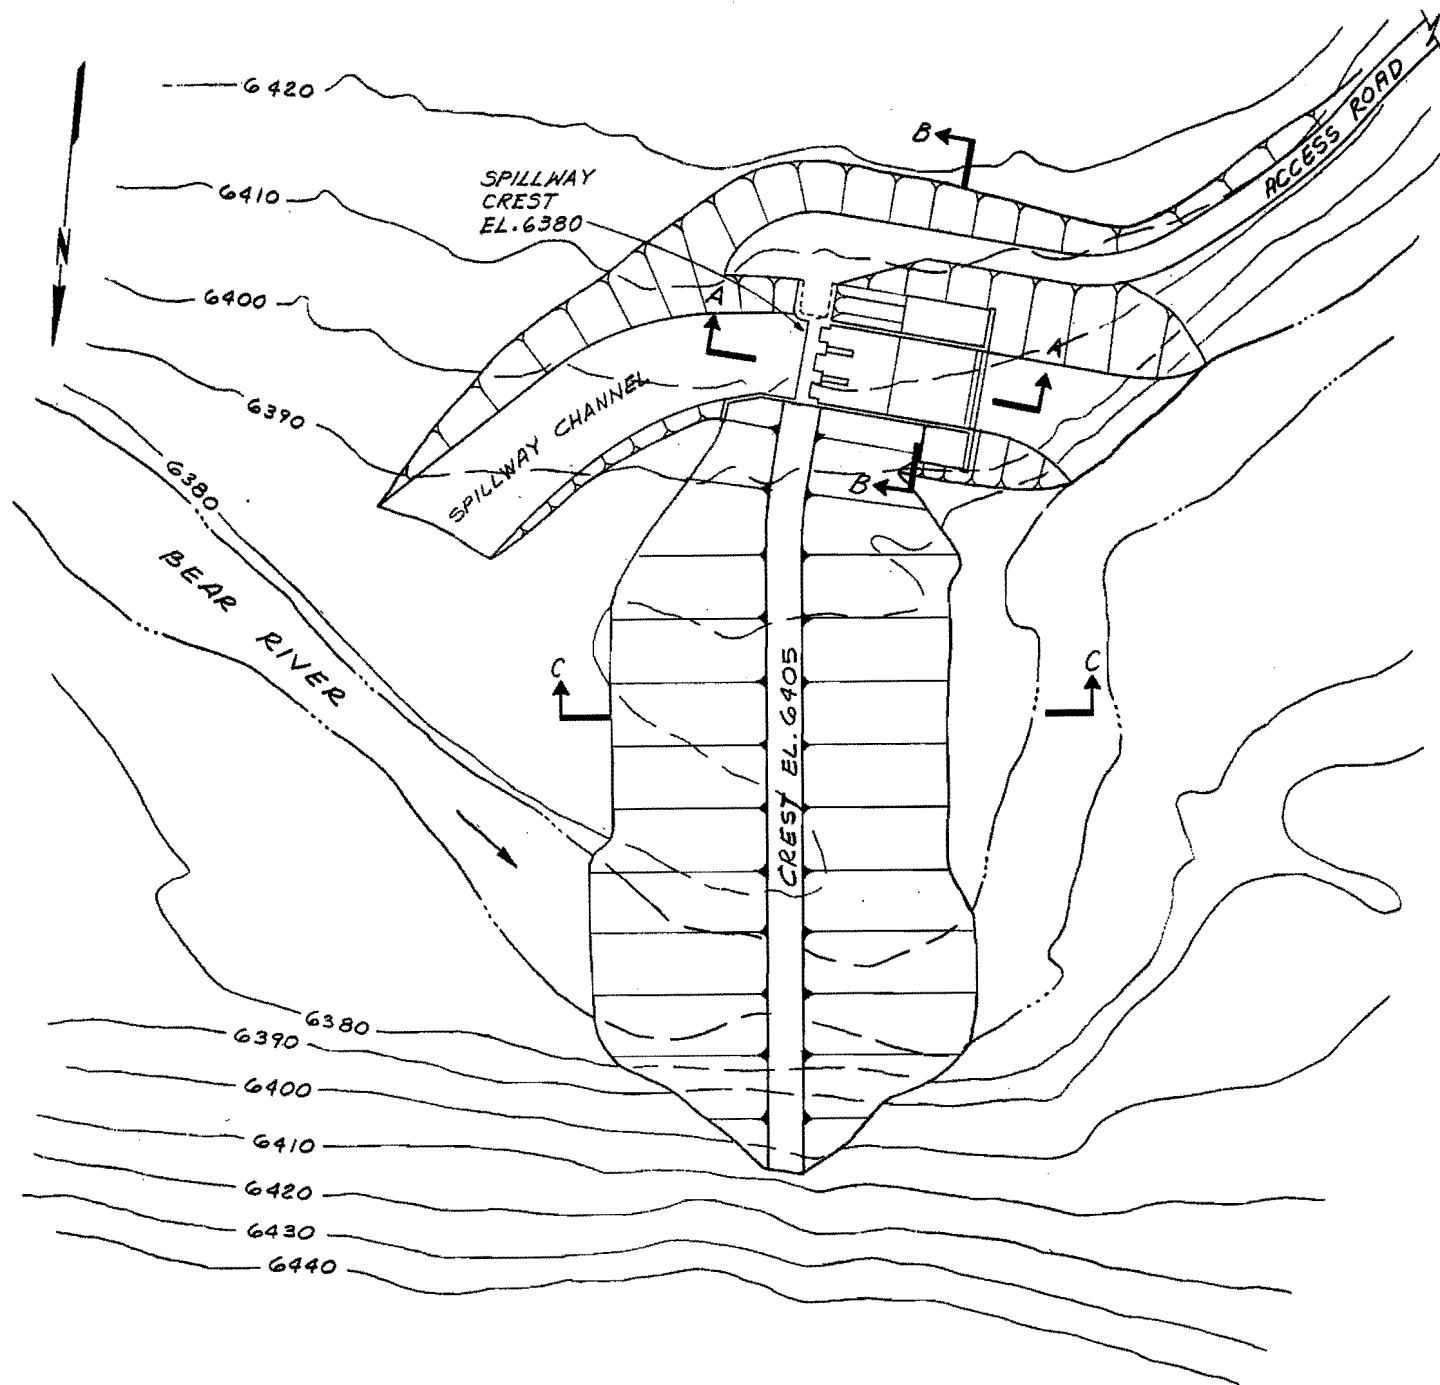 6420
ACCESS ROAD
B
SPILLWAY
CREST
EL.6380
6410
N
6400
A
A
6390
SPILLWAY CHANNEL
B
6380
BEAR RIVER
C
C
CREST EL. 6405
6380
6390
6400
6410
6420
6430
6440